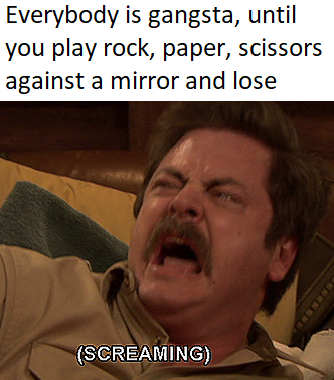 Everybody is gangsta, until
you play rock, paper, scissors
against a mirror and lose
(SCREAMING)